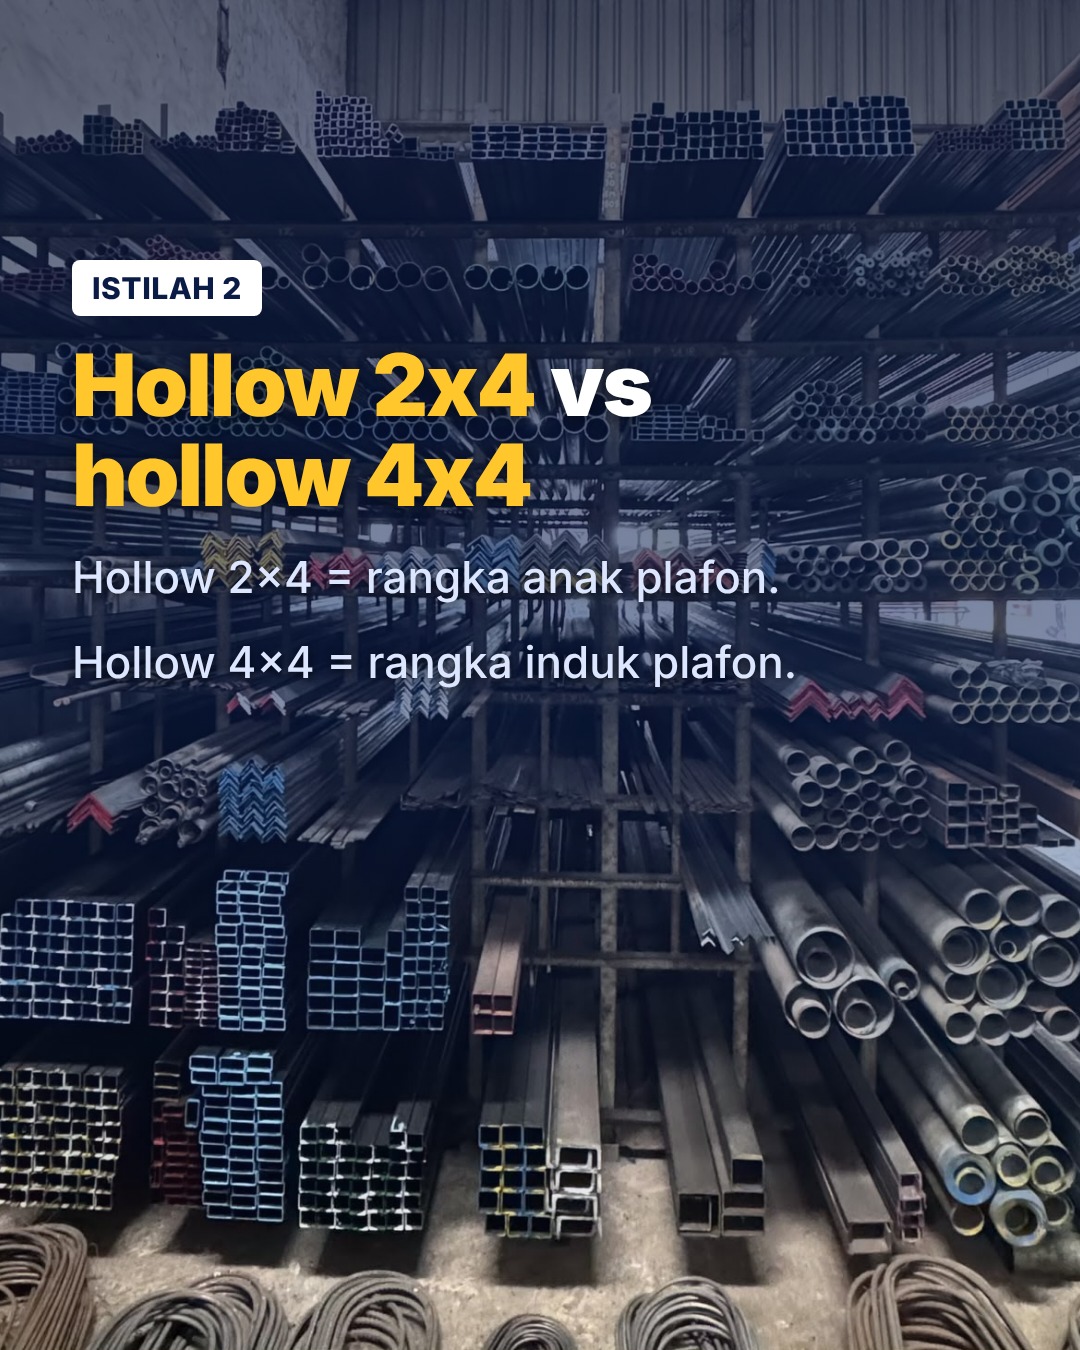 ISTILAH 2
Hollow 2x4 vs
hollow 4x4
Hollow 2×4 = rangka anak plafon.
Hollow 4×4 = rangka induk plafon.